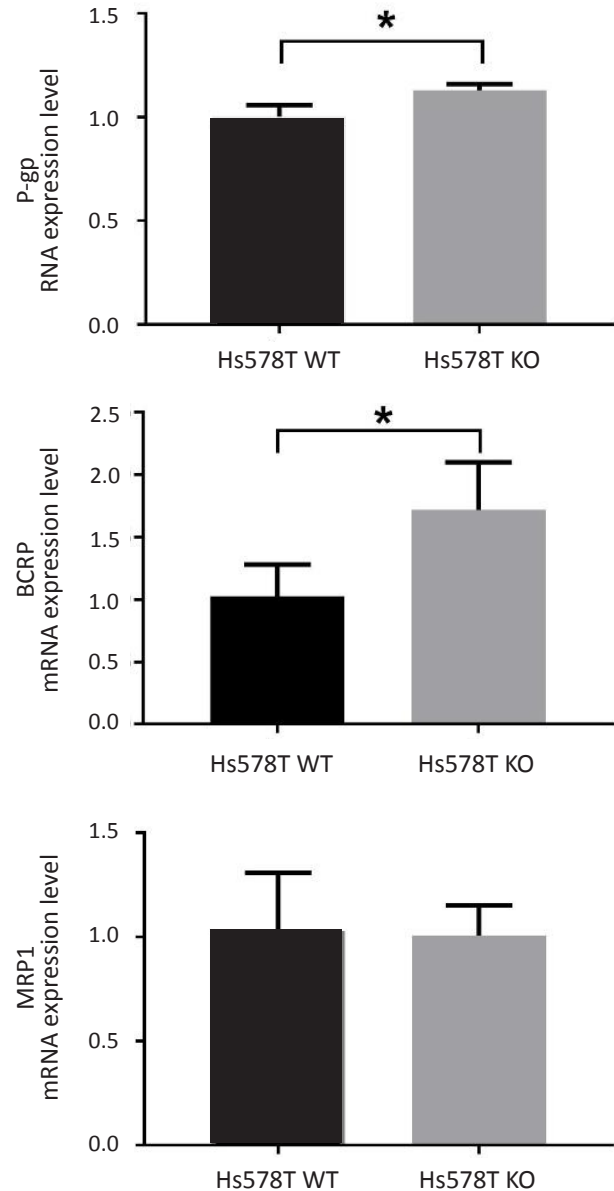 P-gp
RNA expression level
1.5
1.0
0.5
0.0
*
Hs578T WT Hs578T KO
BCRP
mRNA expression level
2.5
2.0
1.5
1.0
0.5
0.0
*
Hs578T WT Hs578T KO
MRP1
mRNA expression level
1.5
1.0
0.5
0.0
Hs578T WT Hs578T KO